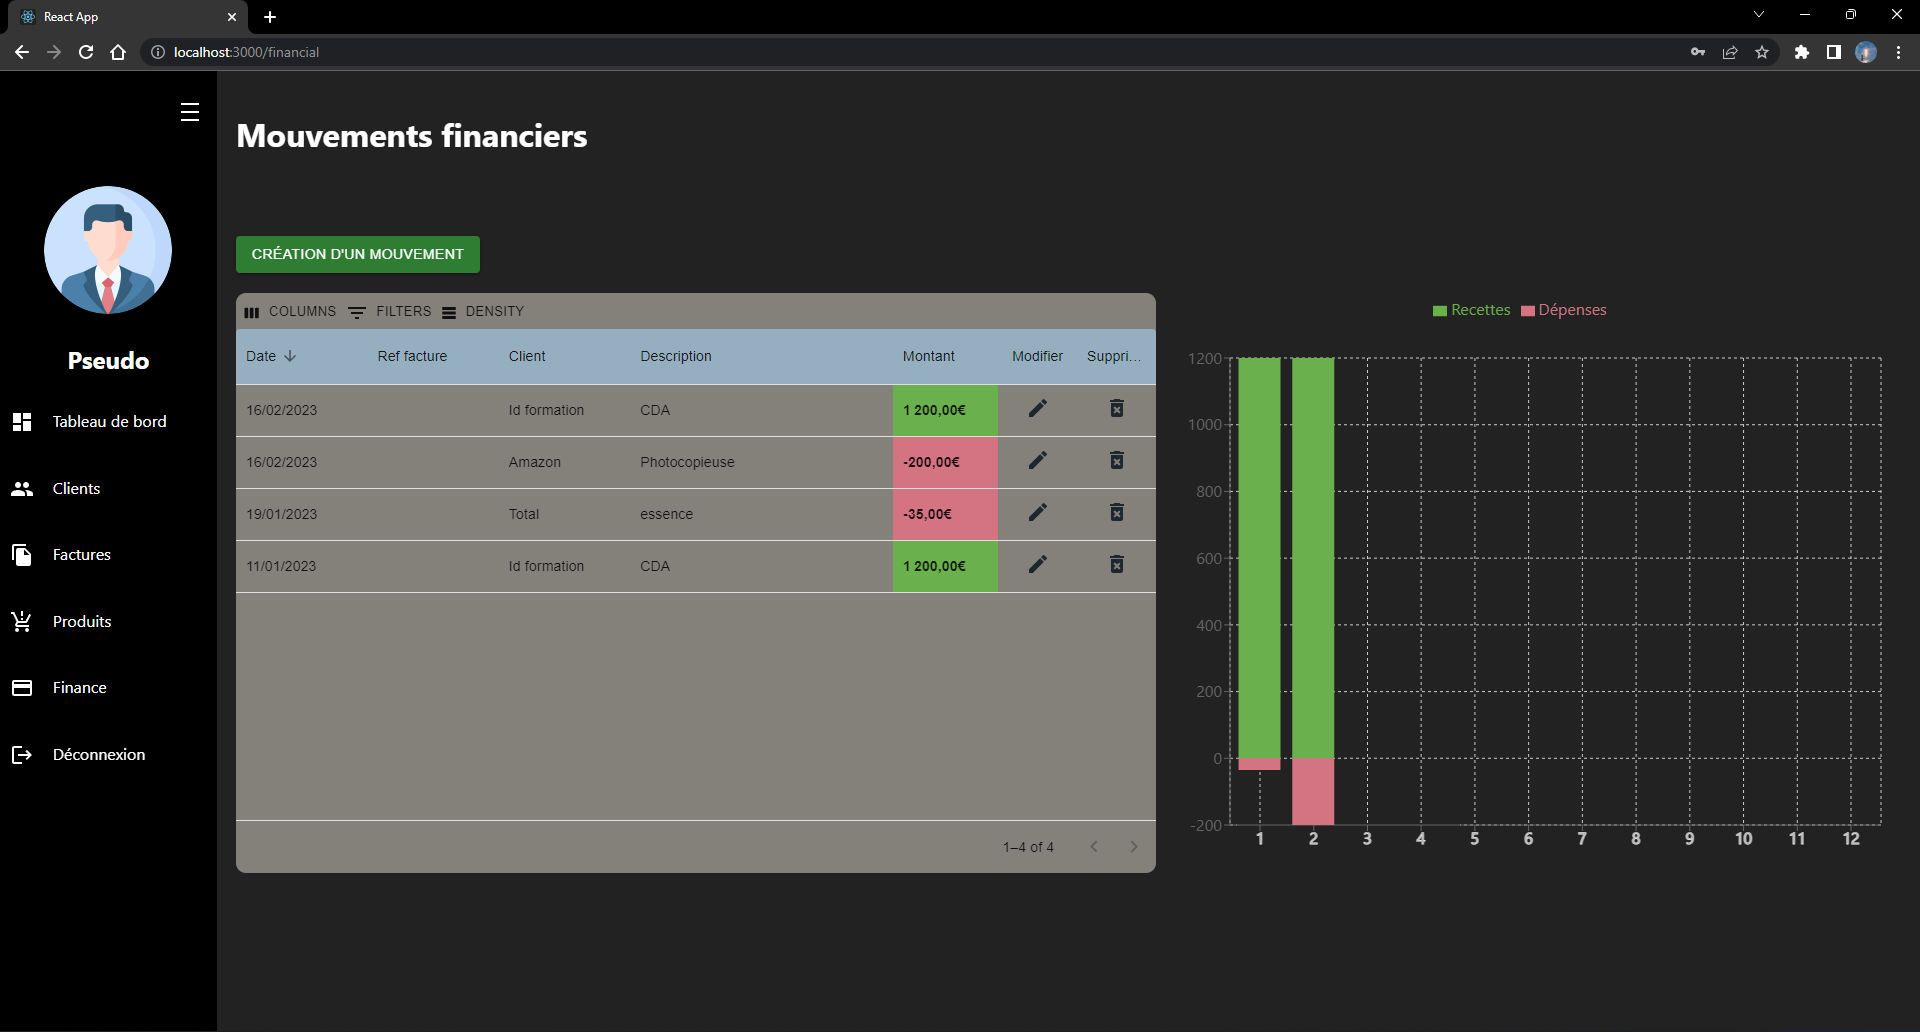 React App
localhost:3000/financial
Mouvements financiers
CRÉATION D'UN MOUVEMENT
Pseudo
Tableau de bord
Clients
Factures
Produits
Finance
Déconnexion
COLUMNS FILTERS DENSITY
Date Ref facture Client Description Montant Modifier Suppri...
16/02/2023 Id formation CDA 1 200,00€
16/02/2023 Amazon Photocopieuse -200,00€
19/01/2023 Total essence -35,00€
11/01/2023 Id formation CDA 1 200,00€
1–4 of 4
Recettes Dépenses
1200
1000
800
600
400
200
0
-200
1 2 3 4 5 6 7 8 9 10 11 12